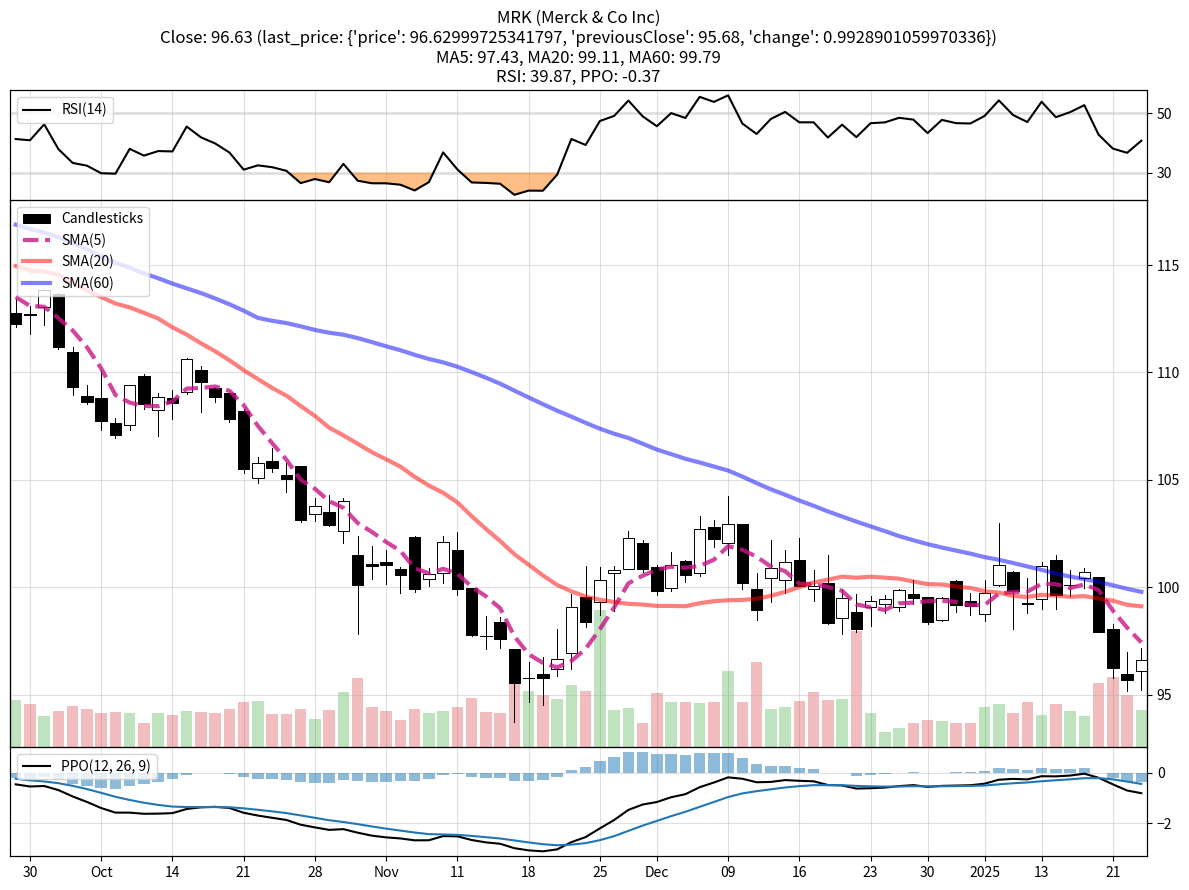 MRK (Merck & Co Inc)
Close: 96.63 (last_price: {'price': 96.62999725341797, 'previousClose': 95.68, 'change': 0.9928901059970336})
MA5: 97.43, MA20: 99.11, MA60: 99.79
RSI: 39.87, PPO: -0.37
RSI(14)
50
30
Candlesticks
SMA(5)
SMA(20)
SMA(60)
115
110
105
100
95
PPO(12, 26, 9)
0
−2
30 Oct 14 21 28 Nov 11 18 25 Dec 09 16 23 30 2025 13 21